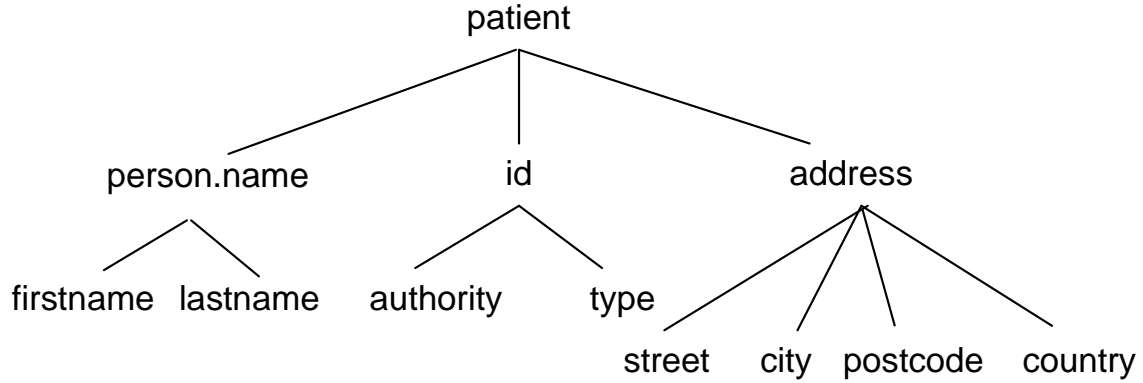 patient
person.name id address
firstname lastname authority type
street city postcode country